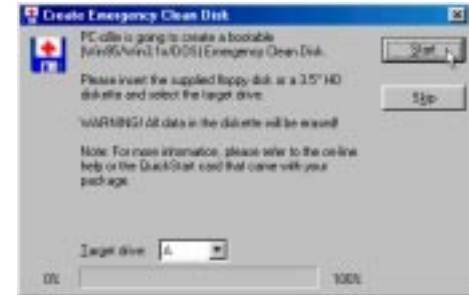 Create Emergency Clean Disk
PC-cillin is going to create a bootable
(Win95/Win3.1x/DOS) Emergency Clean Disk.
Please insert the supplied floppy disk or a 3.5" HD
diskette and select the target drive.
WARNING! All data in the diskette will be erased!
Note: For more information, please refer to the on-line
help or the QuickStart card that came with your
package.
Start
Skip
Target drive: A
0%
100%